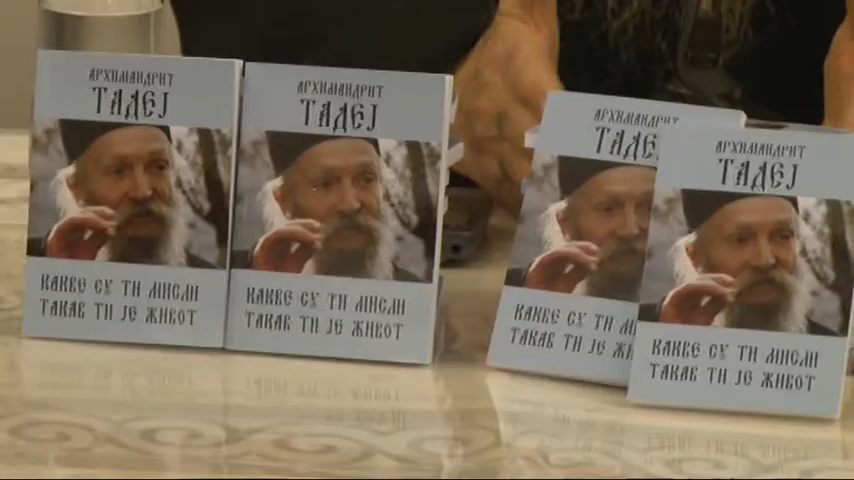 АРХИМАНДРИТ
ТАДЕЈ
КАКВЕ СУ ТИ МИСЛИ
ТАКАВ ТИ ЈЕ ЖИВОТ
АРХИМАНДРИТ
ТАДЕЈ
КАКВЕ СУ ТИ МИСЛИ
ТАКАВ ТИ ЈЕ ЖИВОТ
АРХИМАНДРИТ
ТАДЕ
КАКВЕ СУ ТИ
ТАКАВ ТИ ЈЕ
АРХИМАНДРИТ
ТАДЕЈ
КАКВЕ СУ ТИ МИСЛИ
ТАКАВ ТИ ЈЕ ЖИВОТ